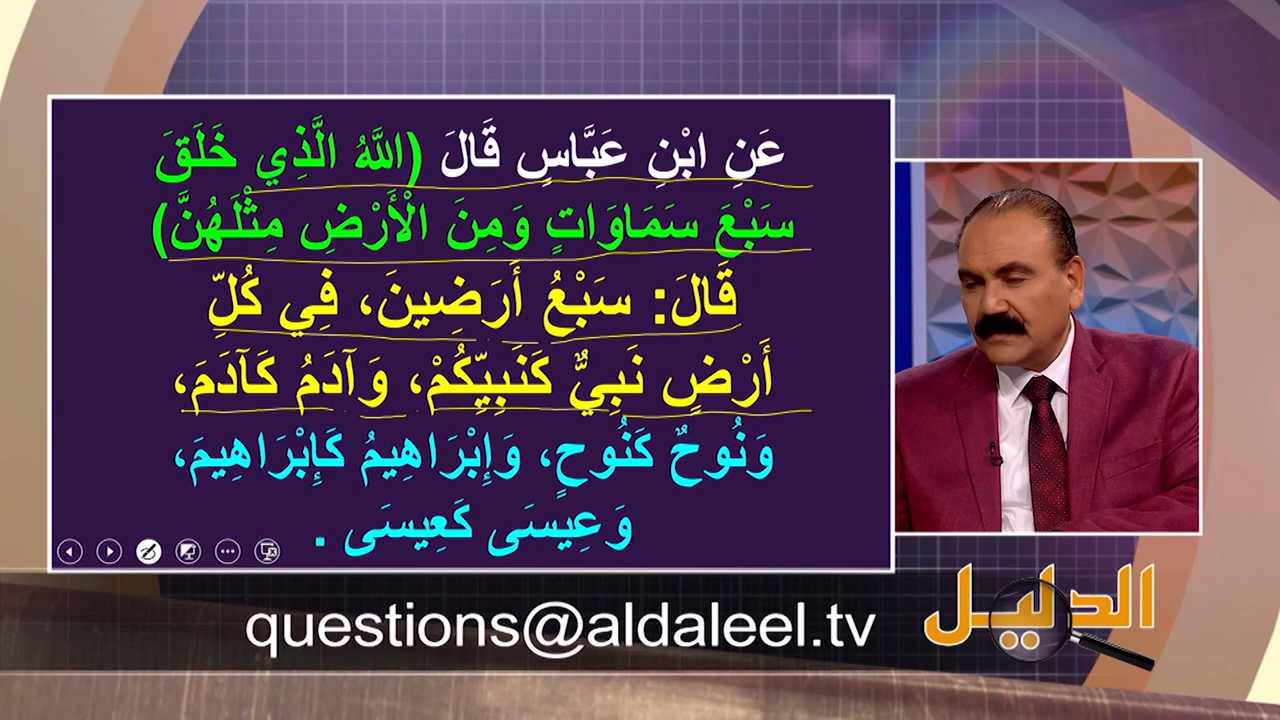 عَنِ ابْنِ عَبَّاسٍ قَالَ (اللَّهُ الَّذِي خَلَقَ
سَبْعَ سَمَاوَاتٍ وَمِنَ الْأَرْضِ مِثْلَهُنَّ)
قَالَ: سَبْعُ أَرَضِينَ، فِي كُلِّ
أَرْضٍ نَبِيٌّ كَنَبِيِّكُمْ، وَآدَمُ كَآدَمَ،
وَنُوحٌ كَنُوحٍ، وَإِبْرَاهِيمُ كَإِبْرَاهِيمَ،
وَعِيسَى كَعِيسَى .
الدليل
questions@aldaleel.tv